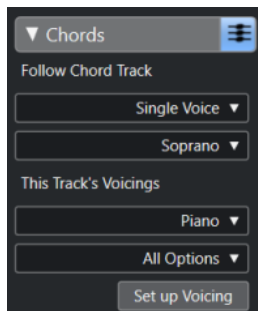 Chords
Follow Chord Track
Single Voice
Soprano
This Track's Voicings
Piano
All Options
Set up Voicing